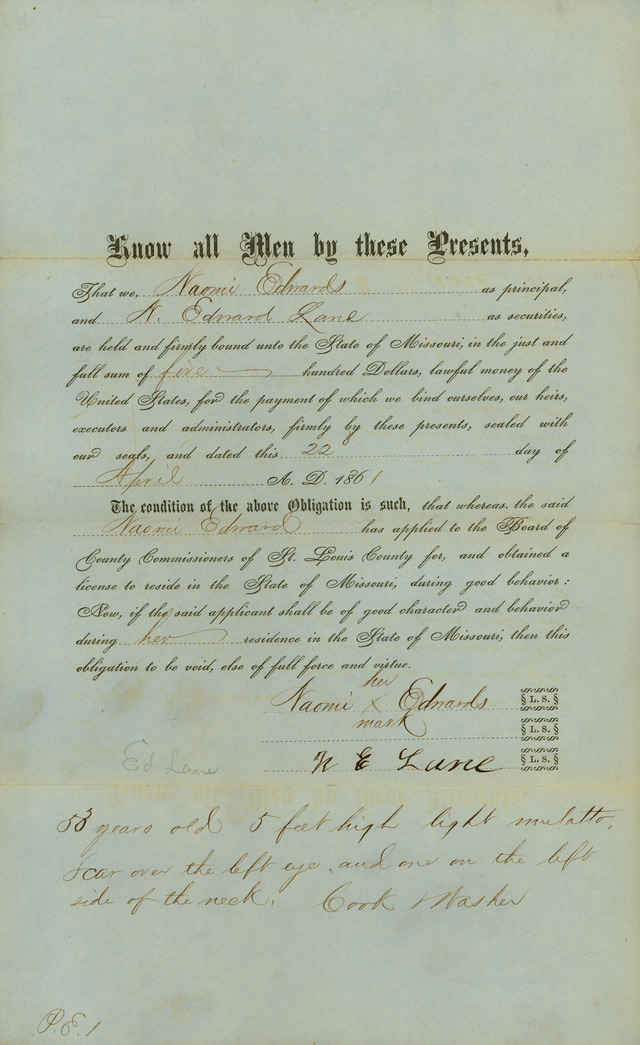 Know all Men by these Presents,
That we, Naomi Edwards as principal,
and N. Edward Lane as securities,
are held and firmly bound unto the State of Missouri, in the just and
full sum of five hundred Dollars, lawful money of the
United States, for the payment of which we bind ourselves, our heirs,
executors and administrators, firmly by these presents, sealed with
our seals, and dated this 22 day of
April A. D. 1861
The condition of the above Obligation is such, that whereas, the said
Naomi Edward has applied to the Board of
County Commissioners of St. Louis County for, and obtained a
license to reside in the State of Missouri, during good behavior:
Now, if the said applicant shall be of good character and behavior
during her residence in the State of Missouri, then this
obligation to be void, else of full force and virtue.
her
Naomi X Edwards L. S.
mark
L. S.
Ed Lane N E Lane L. S.
53 years old 5 feet high light mulatto,
scar over the left eye, and one on the left
side of the neck. Cook & Washer
P.E. 1